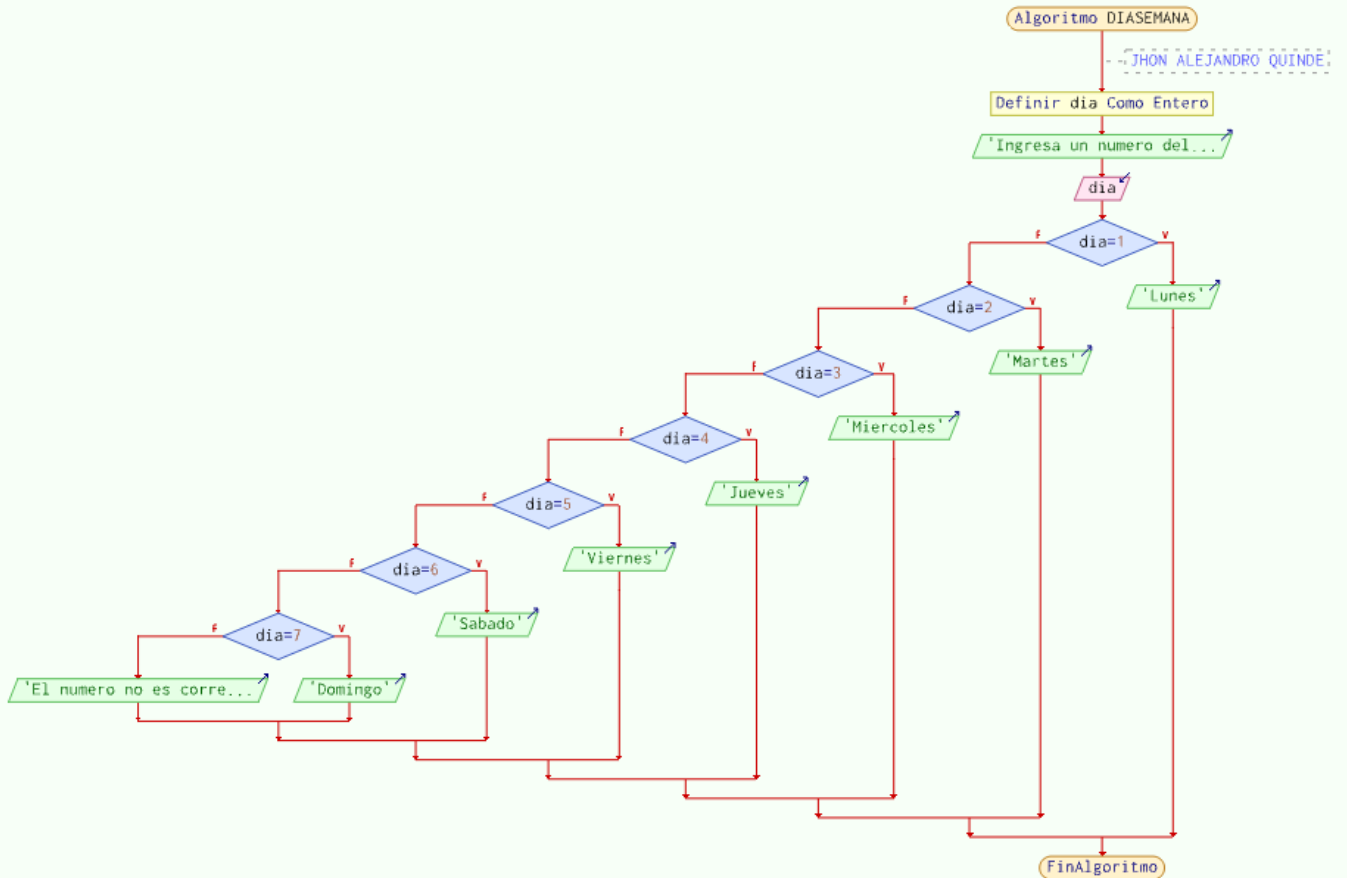 Algoritmo DIASEMANA
JHON ALEJANDRO QUINDE
Definir dia Como Entero
'Ingresa un numero del...
dia
dia=1
F
V
'Lunes'
dia=2
F
V
'Martes'
dia=3
F
V
'Miercoles'
dia=4
F
V
'Jueves'
dia=5
F
V
'Viernes'
dia=6
F
V
'Sabado'
dia=7
F
V
'El numero no es corre...
'Domingo'
FinAlgoritmo